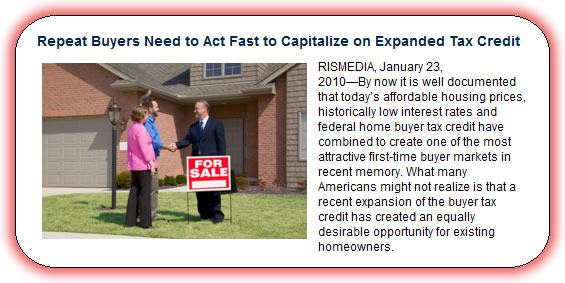 Repeat Buyers Need to Act Fast to Capitalize on Expanded Tax Credit
RISMEDIA, January 23,
2010—By now it is well documented
that today's affordable housing prices,
historically low interest rates and
federal home buyer tax credit have
combined to create one of the most
attractive first-time buyer markets in
recent memory. What many
Americans might not realize is that a
recent expansion of the buyer tax
credit has created an equally
desirable opportunity for existing
homeowners.
FOR
SALE